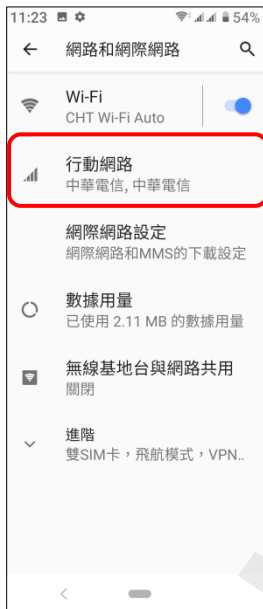 11:23 54%
網路和網際網路
Wi-Fi
CHT Wi-Fi Auto
行動網路
中華電信, 中華電信
網際網路設定
網際網路和MMS的下載設定
數據用量
已使用 2.11 MB 的數據用量
無線基地台與網路共用
關閉
進階
雙SIM卡，飛航模式，VPN..